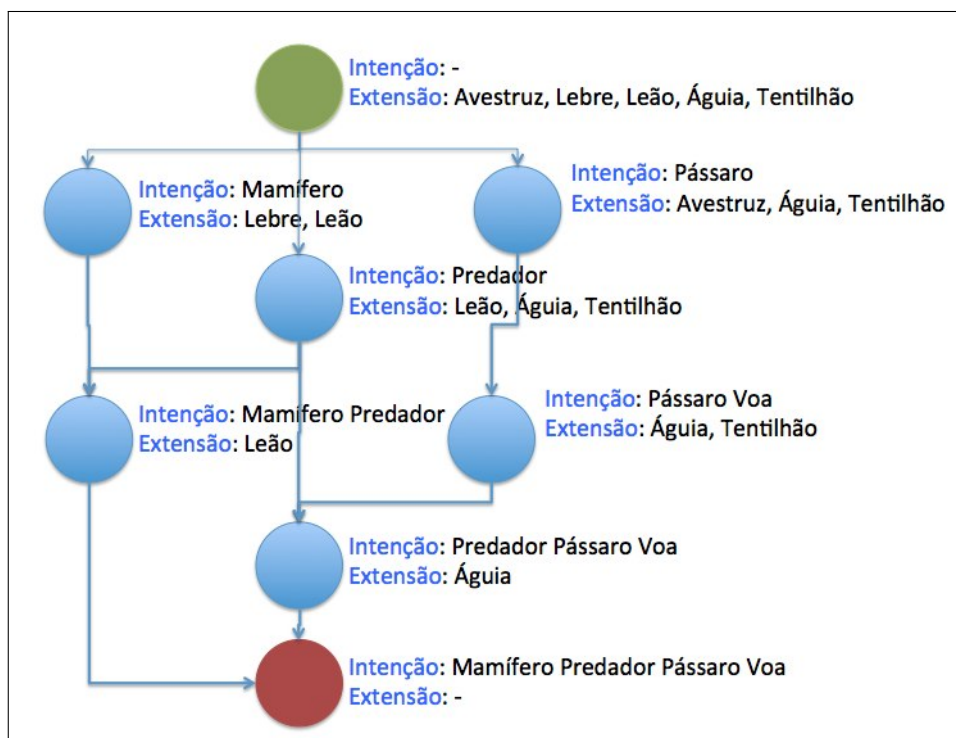 Intenção: -
Extensão: Avestruz, Lebre, Leão, Águia, Tentilhão
Intenção: Mamífero
Extensão: Lebre, Leão
Intenção: Pássaro
Extensão: Avestruz, Águia, Tentilhão
Intenção: Predador
Extensão: Leão, Águia, Tentilhão
Intenção: Mamífero Predador
Extensão: Leão
Intenção: Pássaro Voa
Extensão: Águia, Tentilhão
Intenção: Predador Pássaro Voa
Extensão: Águia
Intenção: Mamífero Predador Pássaro Voa
Extensão: -